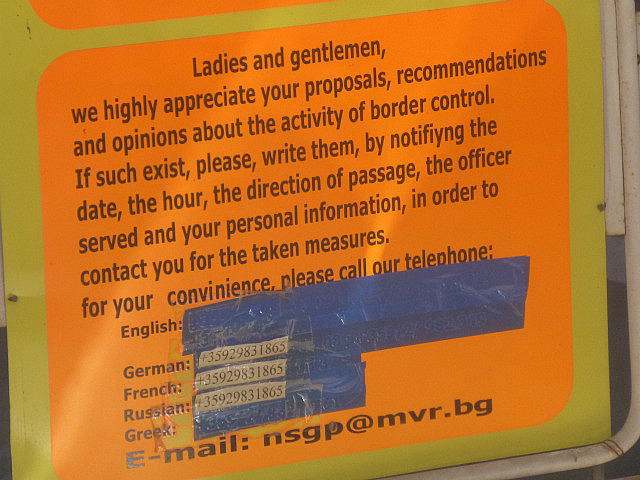 Ladies and gentlemen,
we highly appreciate your proposals, recommendations
and opinions about the activity of border control.
If such exist, please, write them, by notifiyng the
date, the hour, the direction of passage, the officer
served and your personal information, in order to
contact you for the taken measures.
for your convinience, please call our telephone:
English:
German: +35929831865
French: +35929831865
Russian: +35929831865
Greek:
E-mail: nsgp@mvr.bg